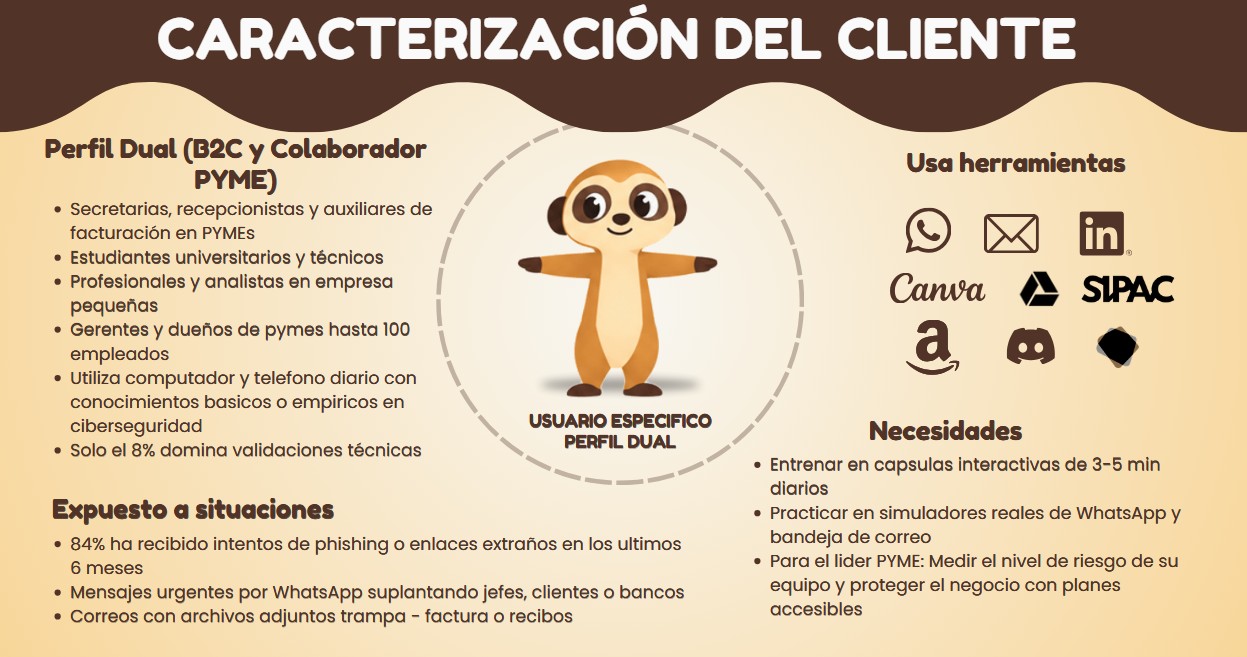 CARACTERIZACIÓN DEL CLIENTE
Perfil Dual (B2C y Colaborador
PYME)
• Secretarias, recepcionistas y auxiliares de
facturación en PYMEs
• Estudiantes universitarios y técnicos
• Profesionales y analistas en empresa
pequeñas
• Gerentes y dueños de pymes hasta 100
empleados
• Utiliza computador y telefono diario con
conocimientos basicos o empiricos en
ciberseguridad
• Solo el 8% domina validaciones técnicas
Expuesto a situaciones
• 84% ha recibido intentos de phishing o enlaces extraños en los ultimos
6 meses
• Mensajes urgentes por WhatsApp suplantando jefes, clientes o bancos
• Correos con archivos adjuntos trampa - factura o recibos
USUARIO ESPECIFICO
PERFIL DUAL
Usa herramientas
in
Canva
SIPAC
a
Necesidades
• Entrenar en capsulas interactivas de 3-5 min
diarios
• Practicar en simuladores reales de WhatsApp y
bandeja de correo
• Para el lider PYME: Medir el nivel de riesgo de su
equipo y proteger el negocio con planes
accesibles